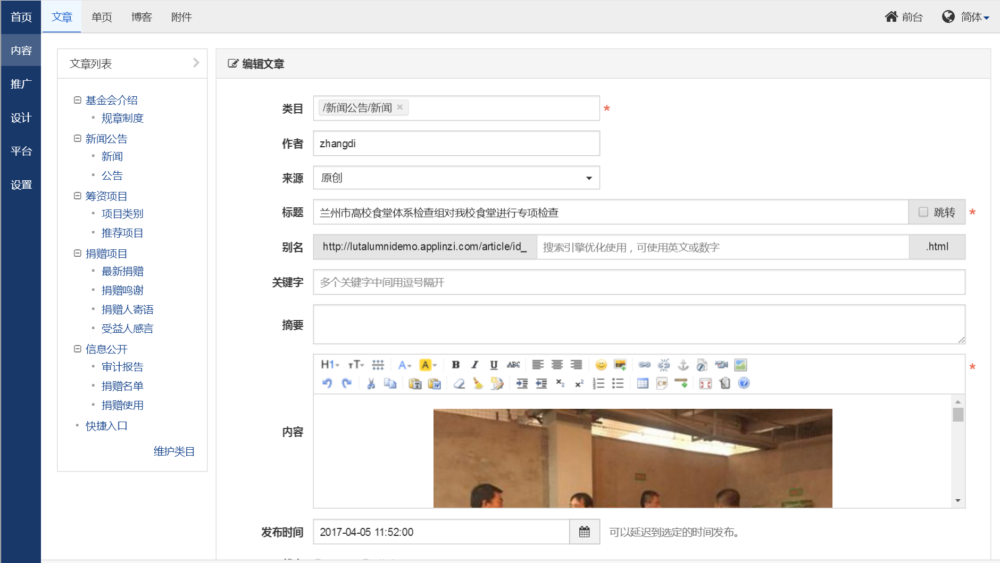 首页
文章 单页 博客 附件
前台 简体
内容
推广
设计
平台
设置
文章列表
基金会介绍
规章制度
新闻公告
新闻
公告
筹资项目
项目类别
推荐项目
捐赠项目
最新捐赠
捐赠鸣谢
捐赠人寄语
受益人感言
信息公开
审计报告
捐赠名单
捐赠使用
快捷入口
维护类目
编辑文章
类目 /新闻公告/新闻 × *
作者 zhangdi
来源 原创
标题 兰州市高校食堂体系检查组对我校食堂进行专项检查 跳转 *
别名 http://lutalumnidemo.applinzi.com/article/id_ 搜索引擎优化使用，可使用英文或数字 .html
关键字 多个关键字中间用逗号隔开
摘要
H1 TT A A B I U ABC *
T W x₂ x² C#
内容
发布时间 2017-04-05 11:52:00 可以延迟到选定的时间发布。